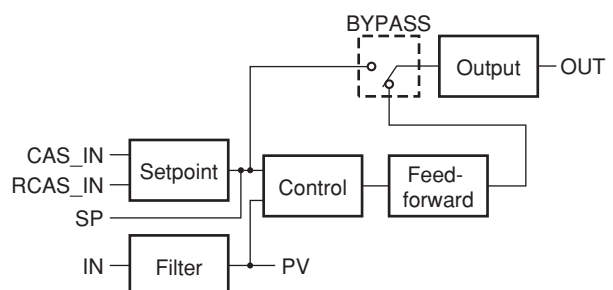 BYPASS
Output
OUT
CAS_IN
RCAS_IN
Setpoint
Control
Feed-
forward
SP
IN
Filter
PV